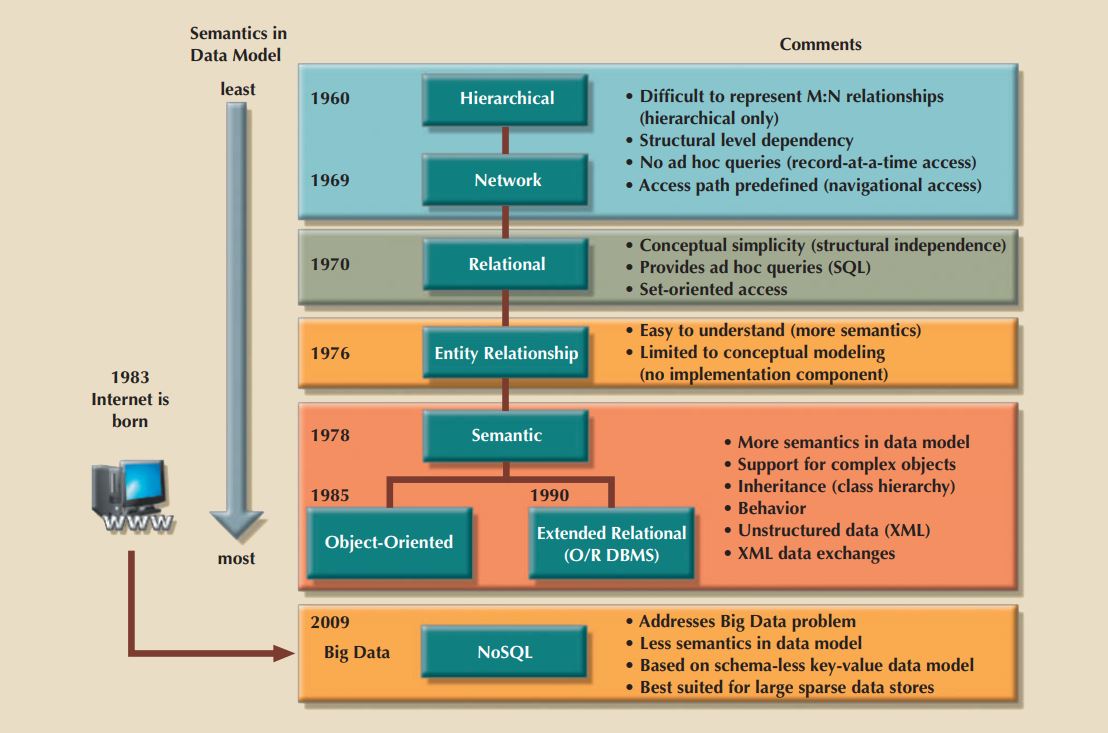 Semantics in
Data Model
least
most
Comments
1960
Hierarchical
1969
Network
• Difficult to represent M:N relationships
(hierarchical only)
• Structural level dependency
• No ad hoc queries (record-at-a-time access)
• Access path predefined (navigational access)
1970
Relational
• Conceptual simplicity (structural independence)
• Provides ad hoc queries (SQL)
• Set-oriented access
1976
Entity Relationship
• Easy to understand (more semantics)
• Limited to conceptual modeling
(no implementation component)
1983
Internet is
born
WWW
1978
Semantic
1985
Object-Oriented
1990
Extended Relational
(O/R DBMS)
• More semantics in data model
• Support for complex objects
• Inheritance (class hierarchy)
• Behavior
• Unstructured data (XML)
• XML data exchanges
2009
Big Data
NoSQL
• Addresses Big Data problem
• Less semantics in data model
• Based on schema-less key-value data model
• Best suited for large sparse data stores